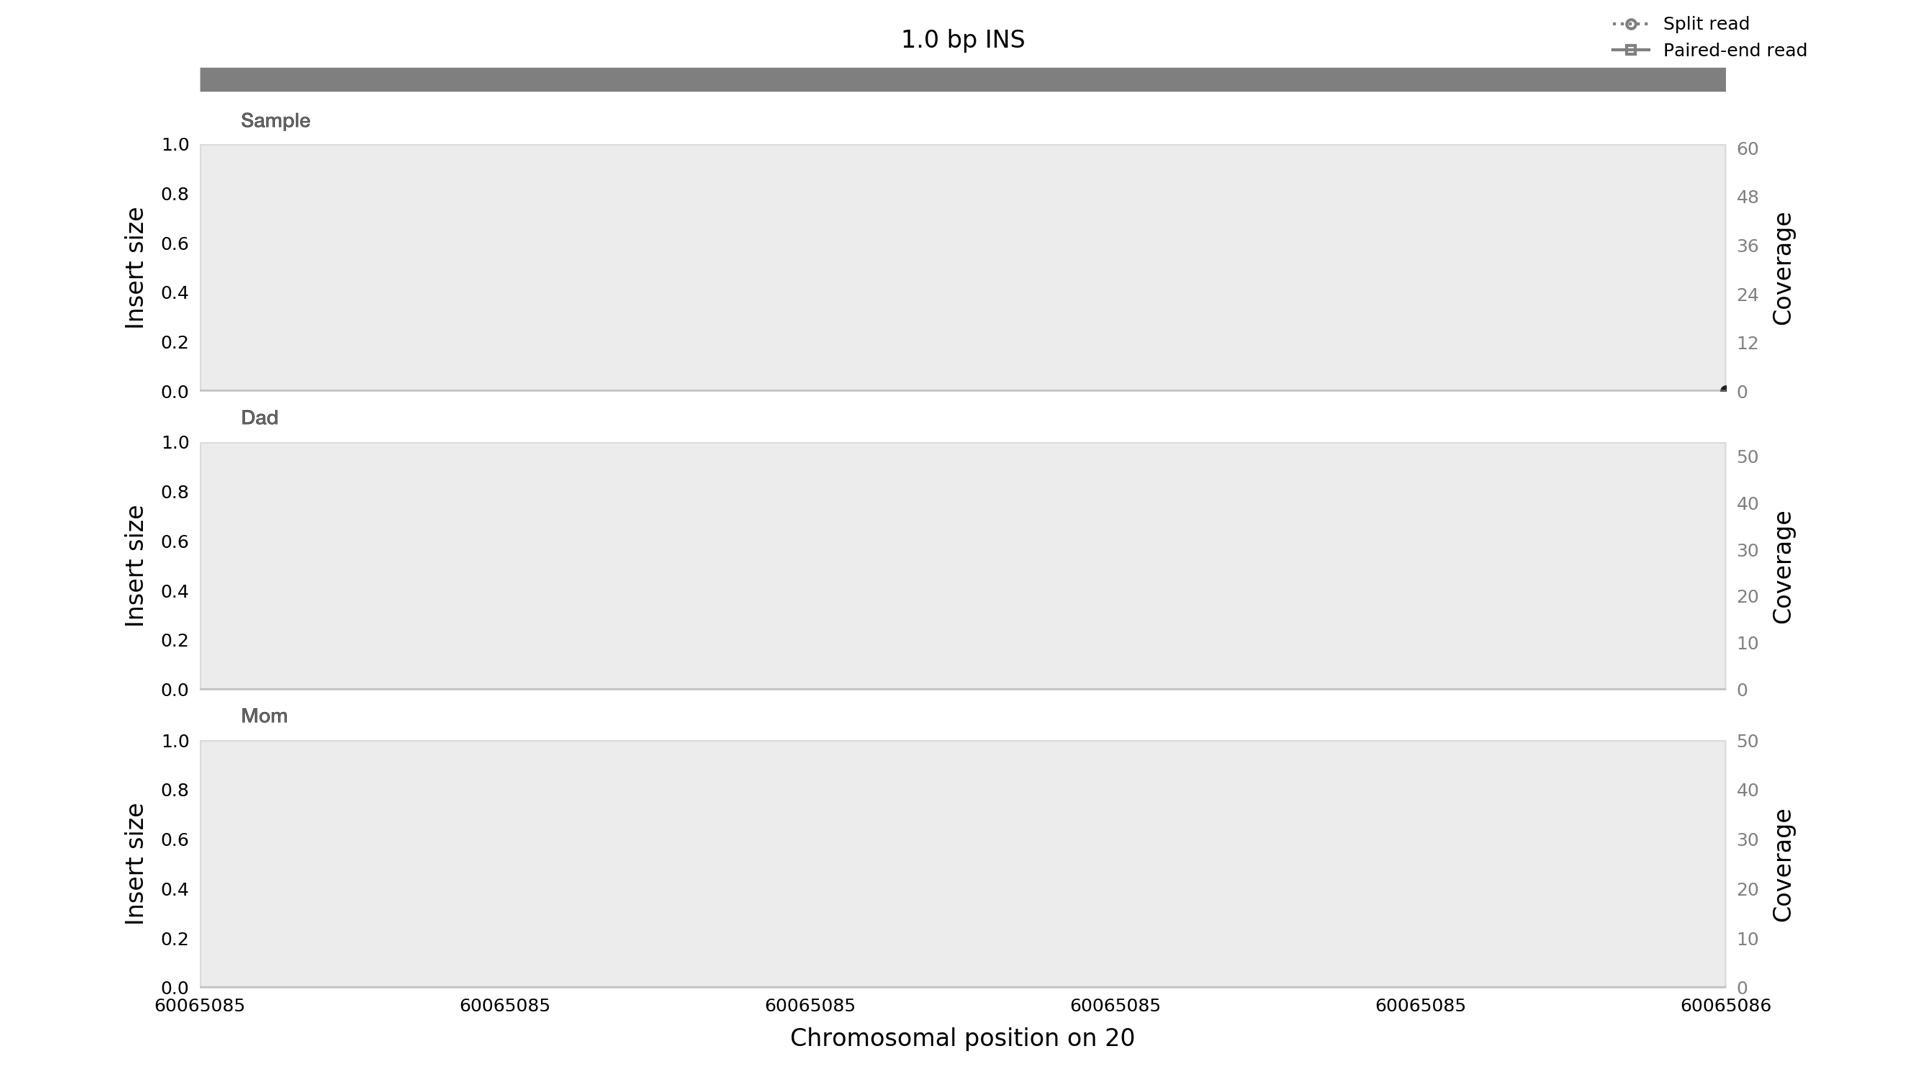 1.0 bp INS
Split read
Paired-end read
Sample
1.0
0.8
0.6
0.4
0.2
0.0
Insert size
60
48
36
24
12
0
Coverage
Dad
1.0
0.8
0.6
0.4
0.2
0.0
Insert size
50
40
30
20
10
0
Coverage
Mom
1.0
0.8
0.6
0.4
0.2
0.0
Insert size
50
40
30
20
10
0
Coverage
60065085 60065085 60065085 60065085 60065085 60065086
Chromosomal position on 20